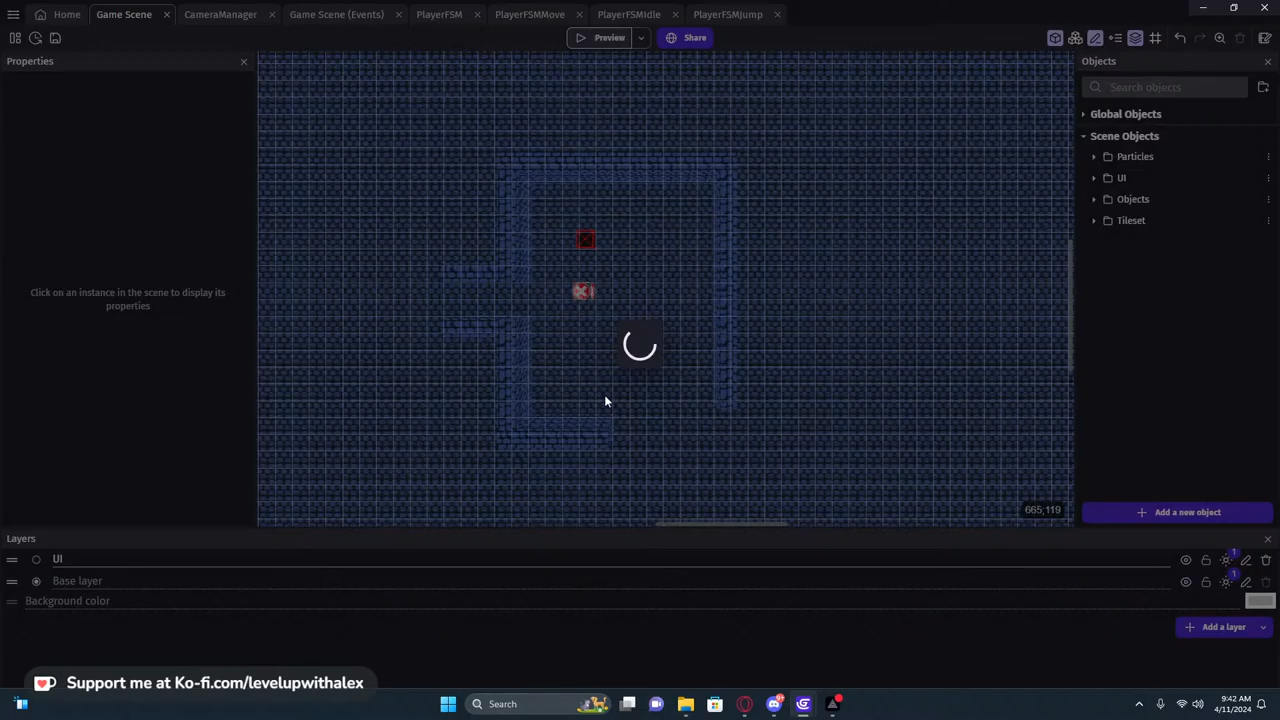 Home
Game Scene
CameraManager
Game Scene (Events)
PlayerFSM
PlayerFSMMove
PlayerFSMIdle
PlayerFSMJump
Preview
Share
Properties
Click on an instance in the scene to display its
properties
665;119
Objects
Search objects
Global Objects
Scene Objects
Particles
UI
Objects
Tileset
Add a new object
Layers
UI
1
Base layer
1
Background color
Add a layer
Support me at Ko-fi.com/levelupwithalex
Search
9+
9:42 AM
4/11/2024